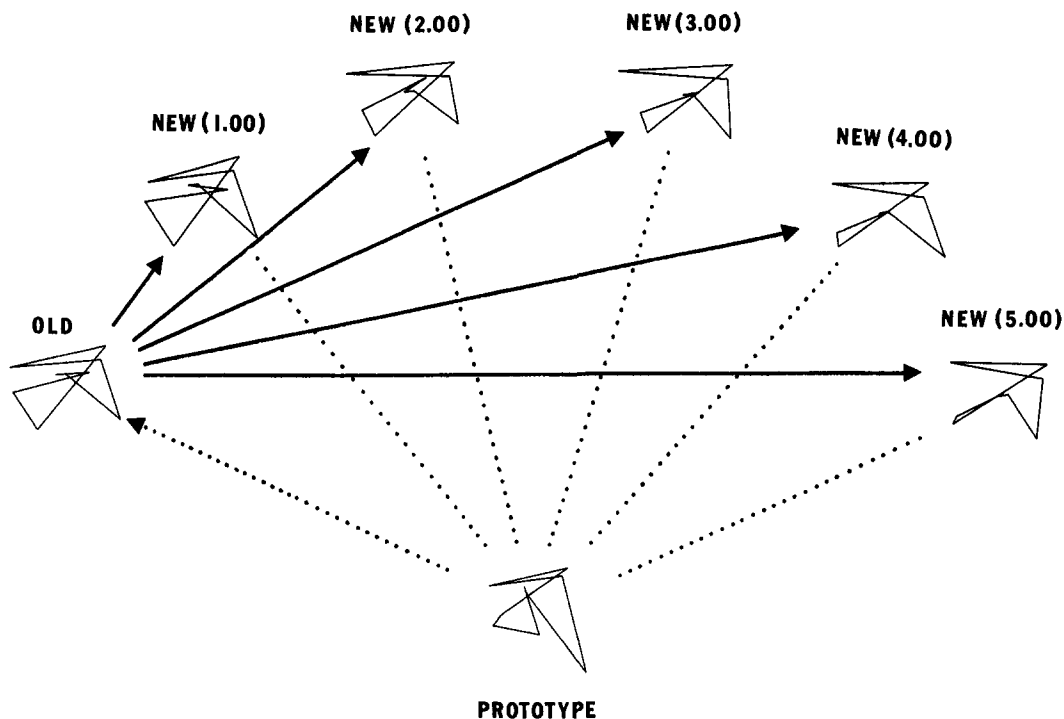 NEW (2.00)
NEW (3.00)
NEW (1.00)
NEW (4.00)
OLD
NEW (5.00)
PROTOTYPE